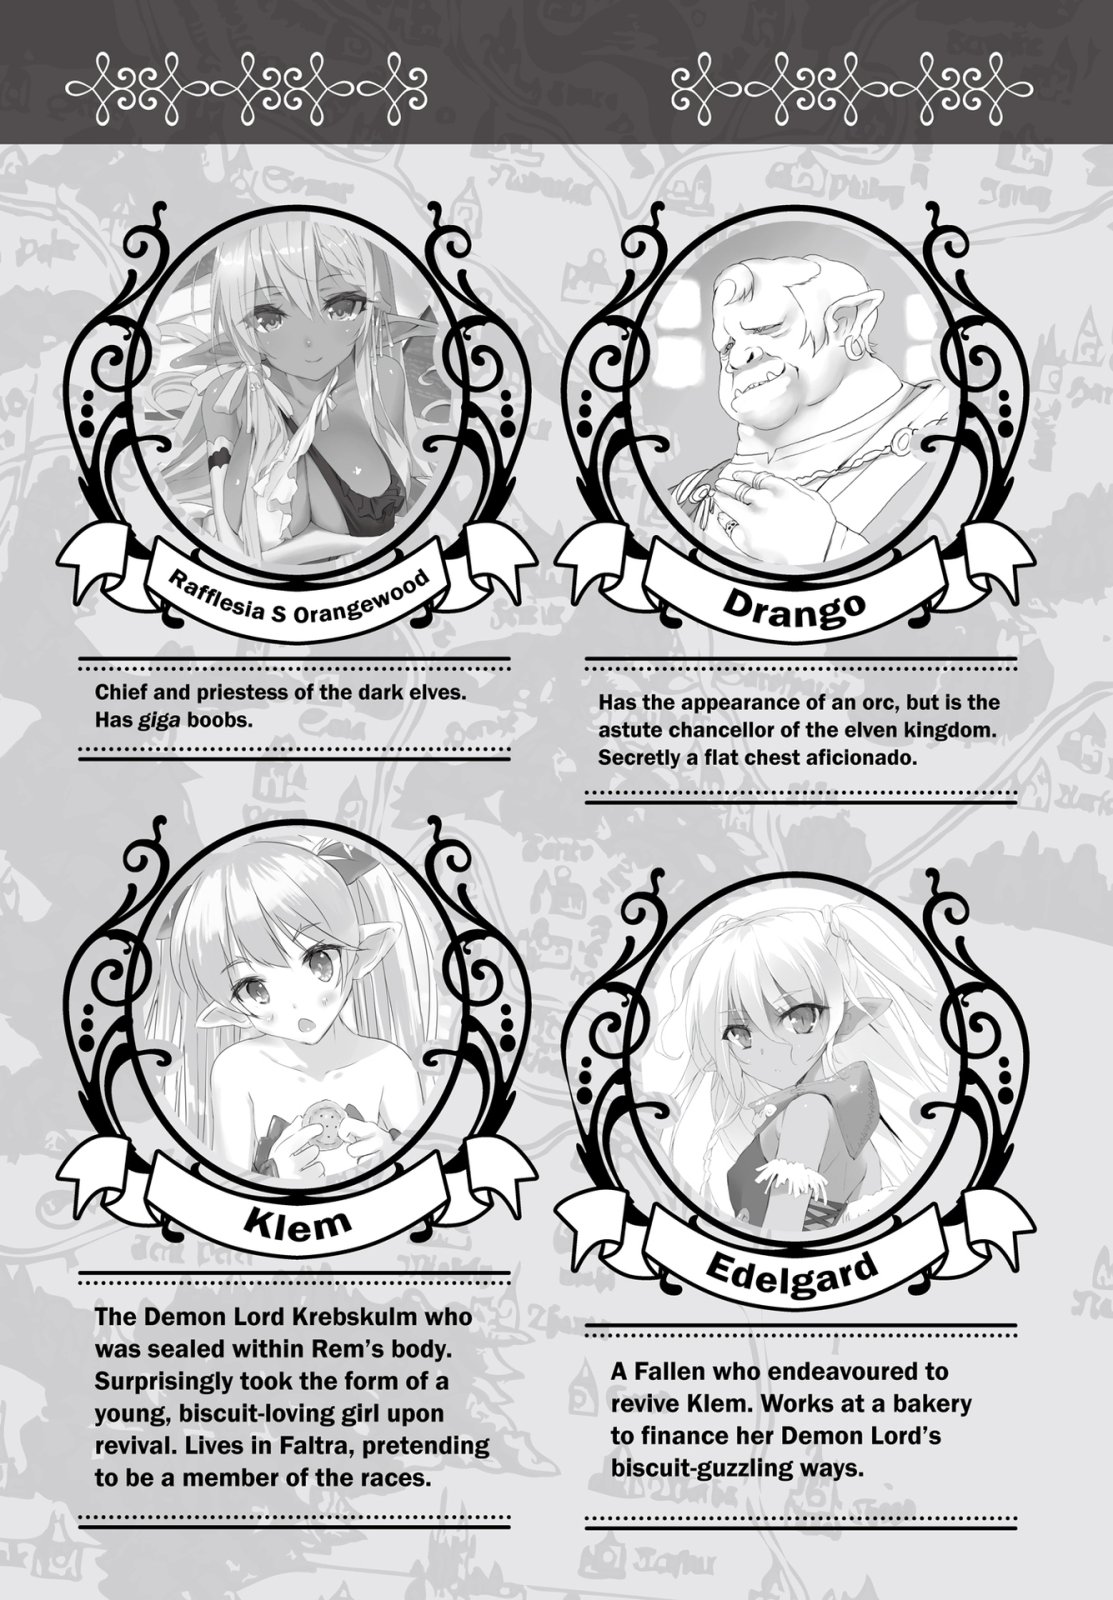 Rafflesia S Orangewood
Chief and priestess of the dark elves.
Has giga boobs.
Drango
Has the appearance of an orc, but is the
astute chancellor of the elven kingdom.
Secretly a flat chest aficionado.
Klem
The Demon Lord Krebskulm who
was sealed within Rem's body.
Surprisingly took the form of a
young, biscuit-loving girl upon
revival. Lives in Faltra, pretending
to be a member of the races.
Edelgard
A Fallen who endeavoured to
revive Klem. Works at a bakery
to finance her Demon Lord's
biscuit-guzzling ways.